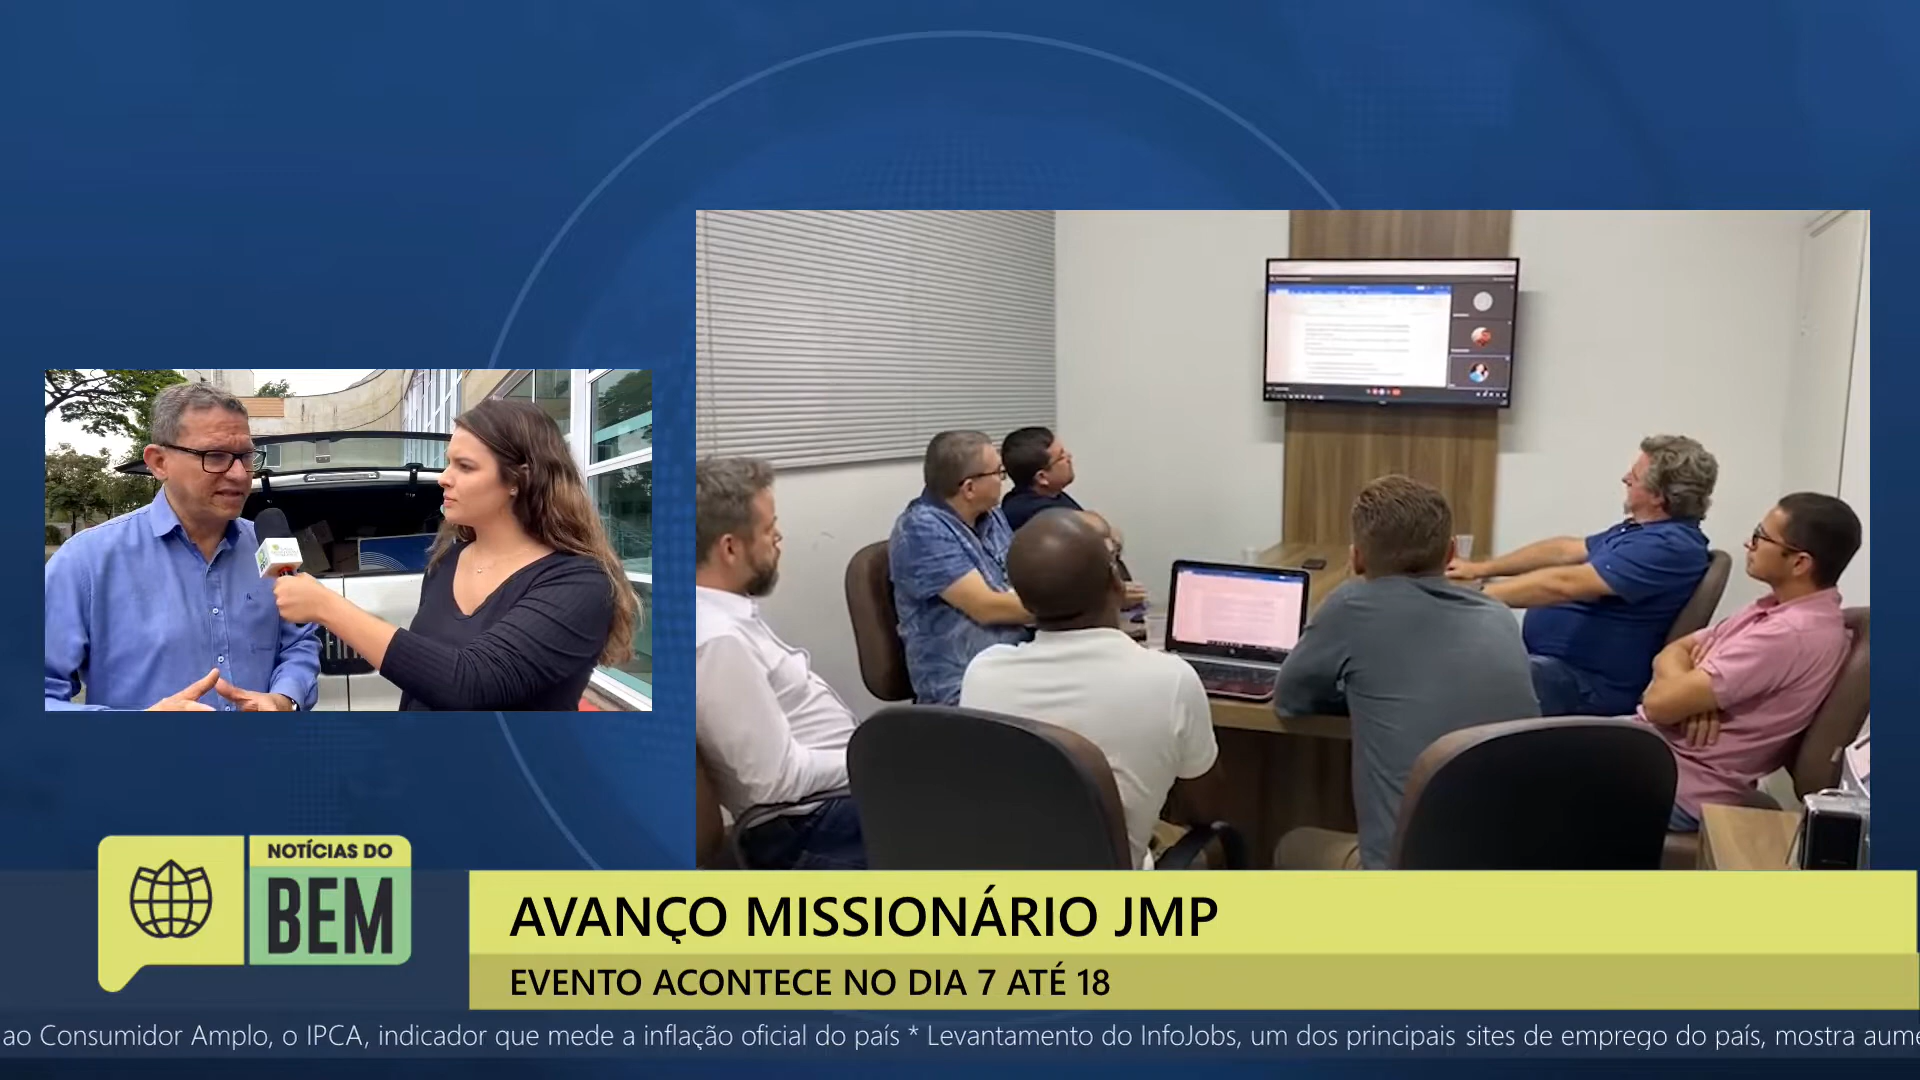 NOTÍCIAS DO
BEM
AVANÇO MISSIONÁRIO JMP
EVENTO ACONTECE NO DIA 7 ATÉ 18
ao Consumidor Amplo, o IPCA, indicador que mede a inflação oficial do país * Levantamento do InfoJobs, um dos principais sites de emprego do país, mostra aume